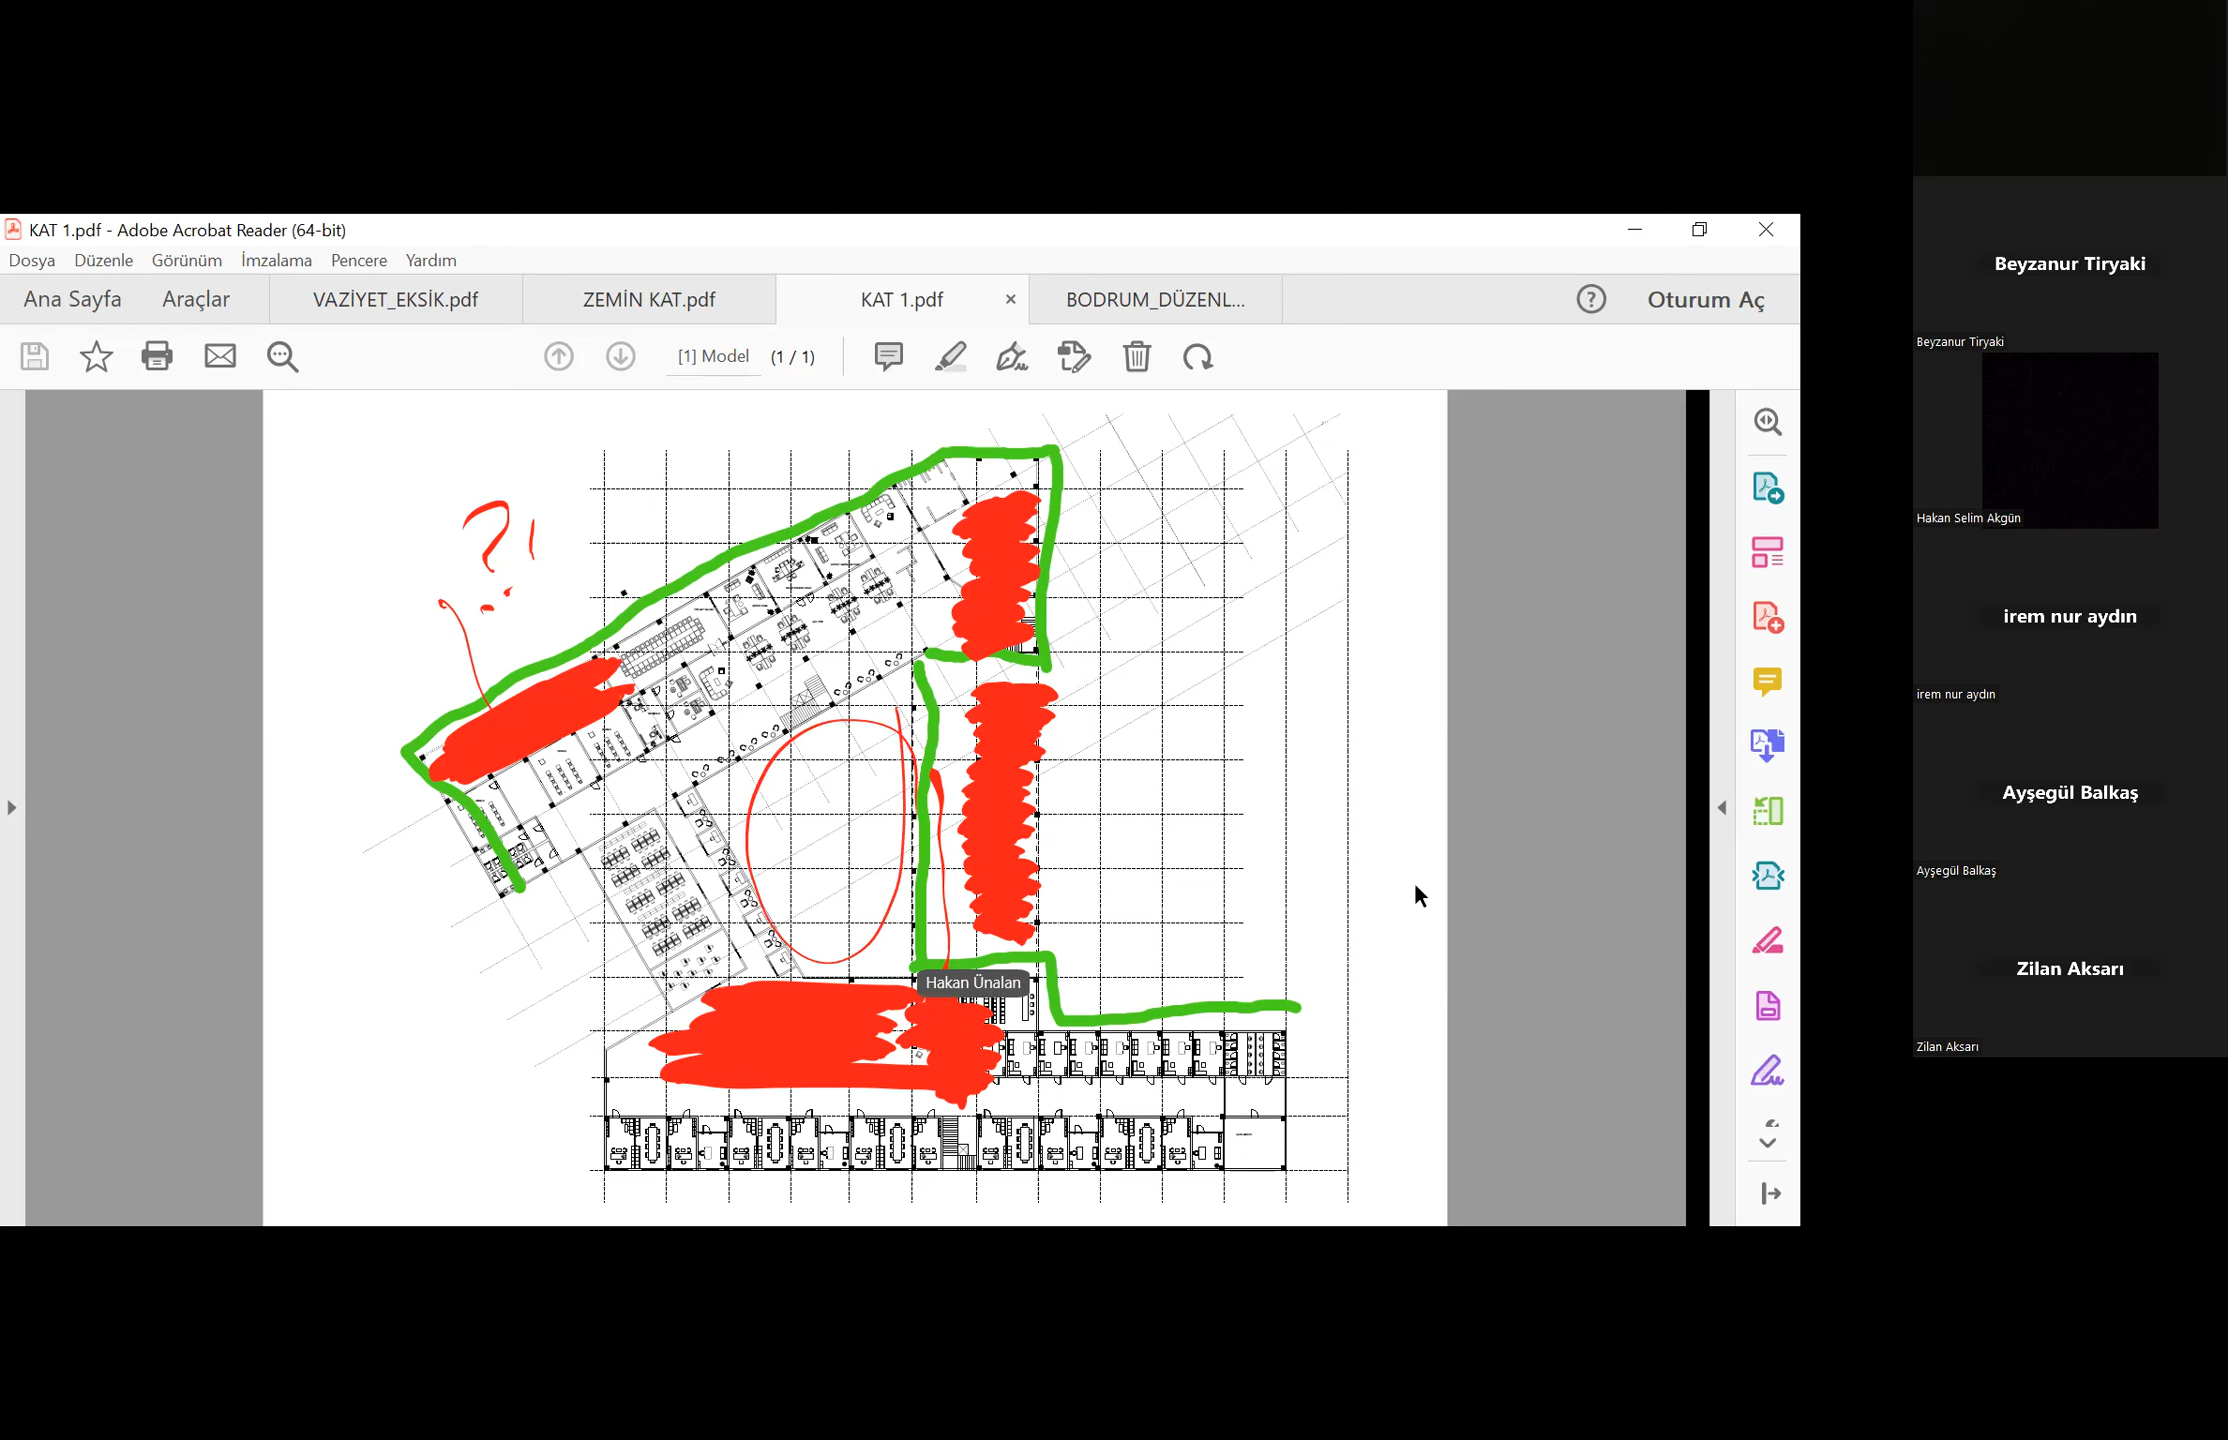 KAT 1.pdf - Adobe Acrobat Reader (64-bit)
Dosya Düzenle Görünüm İmzalama Pencere Yardım
Ana Sayfa Araçlar VAZİYET_EKSİK.pdf ZEMİN KAT.pdf KAT 1.pdf × BODRUM_DÜZENL... ? Oturum Aç
[1] Model (1 / 1)
?!
Hakan Ünalan
Beyzanur Tiryaki
Beyzanur Tiryaki
Hakan Selim Akgün
irem nur aydın
irem nur aydın
Ayşegül Balkaş
Ayşegül Balkaş
Zilan Aksarı
Zilan Aksarı